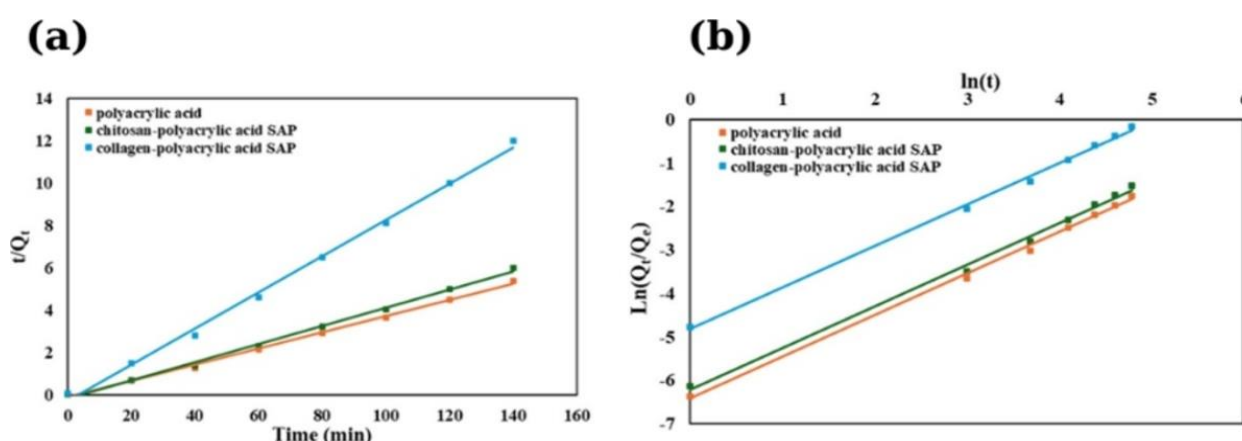 (a)
14
12
10
8
6
4
2
0
t/Qt
polyacrylic acid
chitosan-polyacrylic acid SAP
collagen-polyacrylic acid SAP
0 20 40 60 80 100 120 140 160
Time (min)
(b)
ln(t)
0 1 2 3 4 5 6
0
-1
-2
-3
-4
-5
-6
-7
Ln(Qt/Qe)
polyacrylic acid
chitosan-polyacrylic acid SAP
collagen-polyacrylic acid SAP